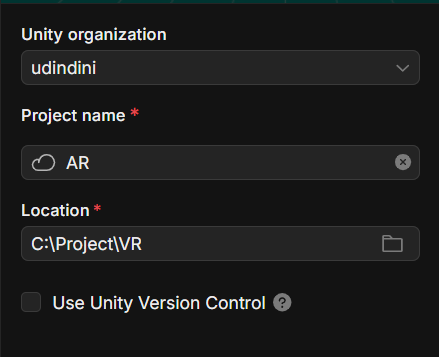 Unity organization
udindini
Project name *
AR
Location *
C:\Project\VR
Use Unity Version Control ?